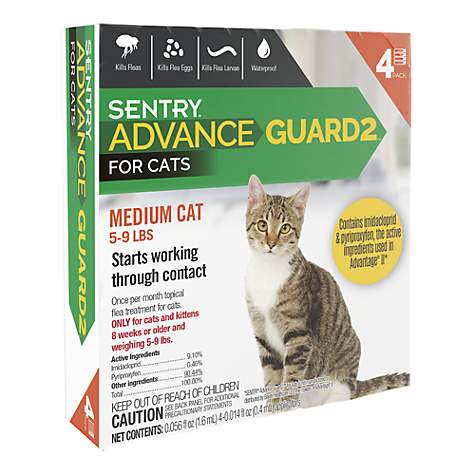 Kills Fleas
Kills Flea Eggs
Kills Flea Larvae
Waterproof
4
PACK
SENTRY
ADVANCE GUARD2
FOR CATS
MEDIUM CAT
5-9 LBS
Starts working
through contact
Once per month topical
flea treatment for cats.
ONLY for cats and kittens
8 weeks or older and
weighing 5-9 lbs.
Active Ingredients
Imidacloprid 9.10%
Pyriproxyfen 0.46%
Other ingredients 90.44%
Total 100.00%
KEEP OUT OF REACH OF CHILDREN
CAUTION SEE BACK PANEL FOR ADDITIONAL
PRECAUTIONARY STATEMENTS
NET CONTENTS: 0.056 fl oz (1.6 mL) 4-0.014 fl oz (0.4 mL)
Contains imidacloprid
& pyriproxyfen, the active
ingredients used in
Advantage® II*
SENTRY
ADVANCE GUARD2
FOR CATS
4